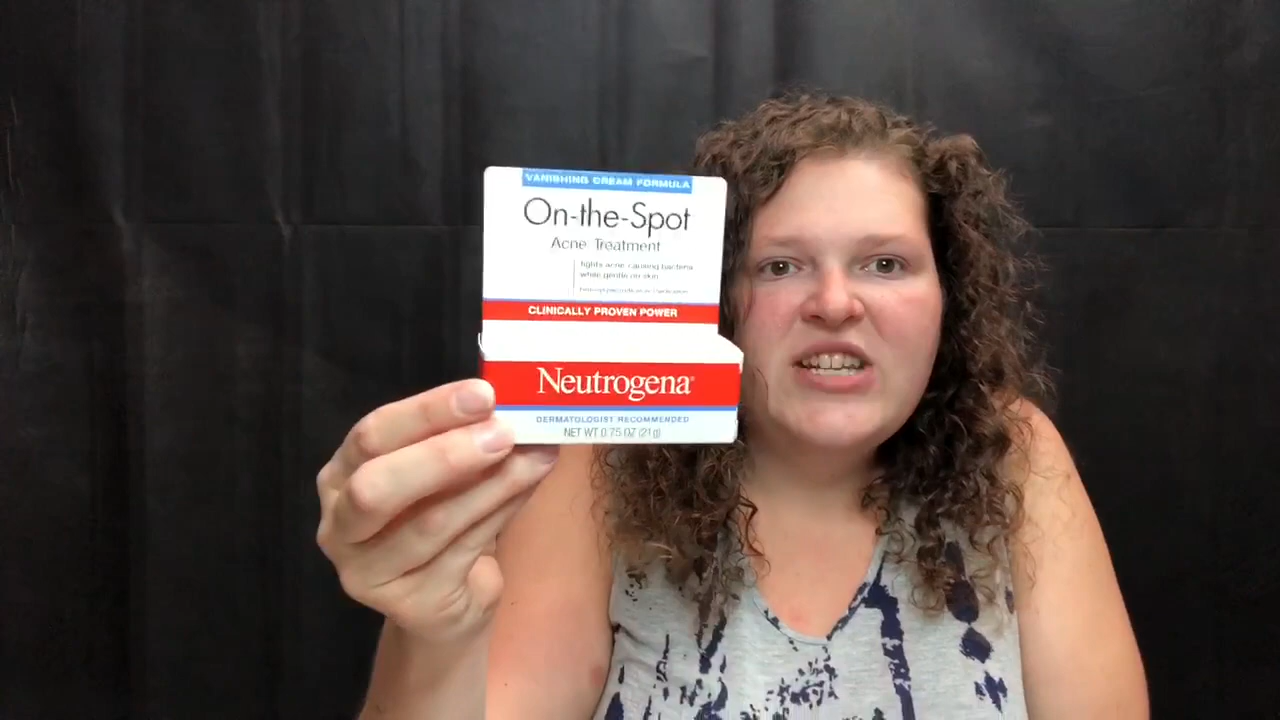 VANISHING CREAM FORMULA
On-the-Spot
Acne Treatment
fights acne causing bacteria
while gentle on skin
CLINICALLY PROVEN POWER
Neutrogena®
DERMATOLOGIST RECOMMENDED
NET WT 0.75 OZ (21g)